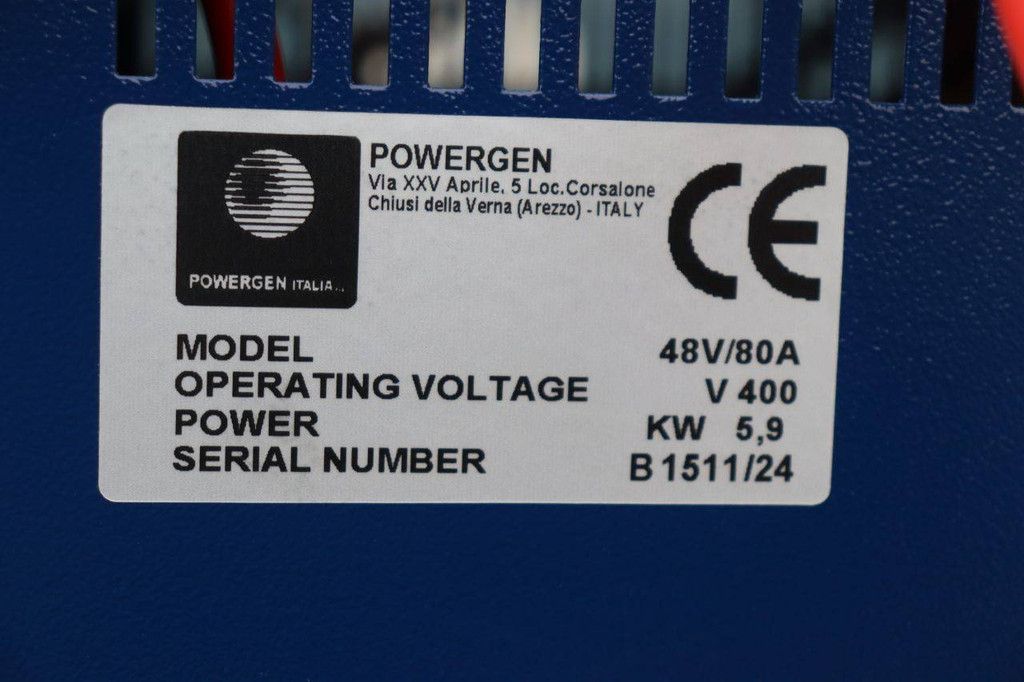 POWERGEN
Via XXV Aprile, 5 Loc.Corsalone
Chiusi della Verna (Arezzo) - ITALY
CE
POWERGEN ITALIA
MODEL 48V/80A
OPERATING VOLTAGE V 400
POWER KW 5,9
SERIAL NUMBER B 1511/24